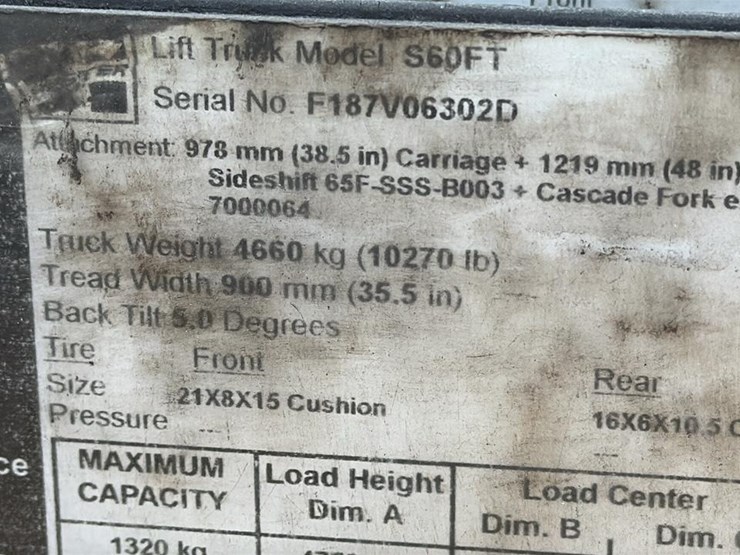 Lift Truck Model S60FT
Serial No. F187V06302D
Attachment: 978 mm (38.5 in) Carriage + 1219 mm (48 in)
Sideshift 65F-SSS-B003 + Cascade Fork e
7000064
Truck Weight 4660 kg (10270 lb)
Tread Width 900 mm (35.5 in)
Back Tilt 5.0 Degrees
Tire Front Rear
Size 21X8X15 Cushion 16X6X10.5 C
Pressure --- ---
ce
MAXIMUM CAPACITY Load Height Dim. A Load Center
Dim. B Dim.
1320 kg